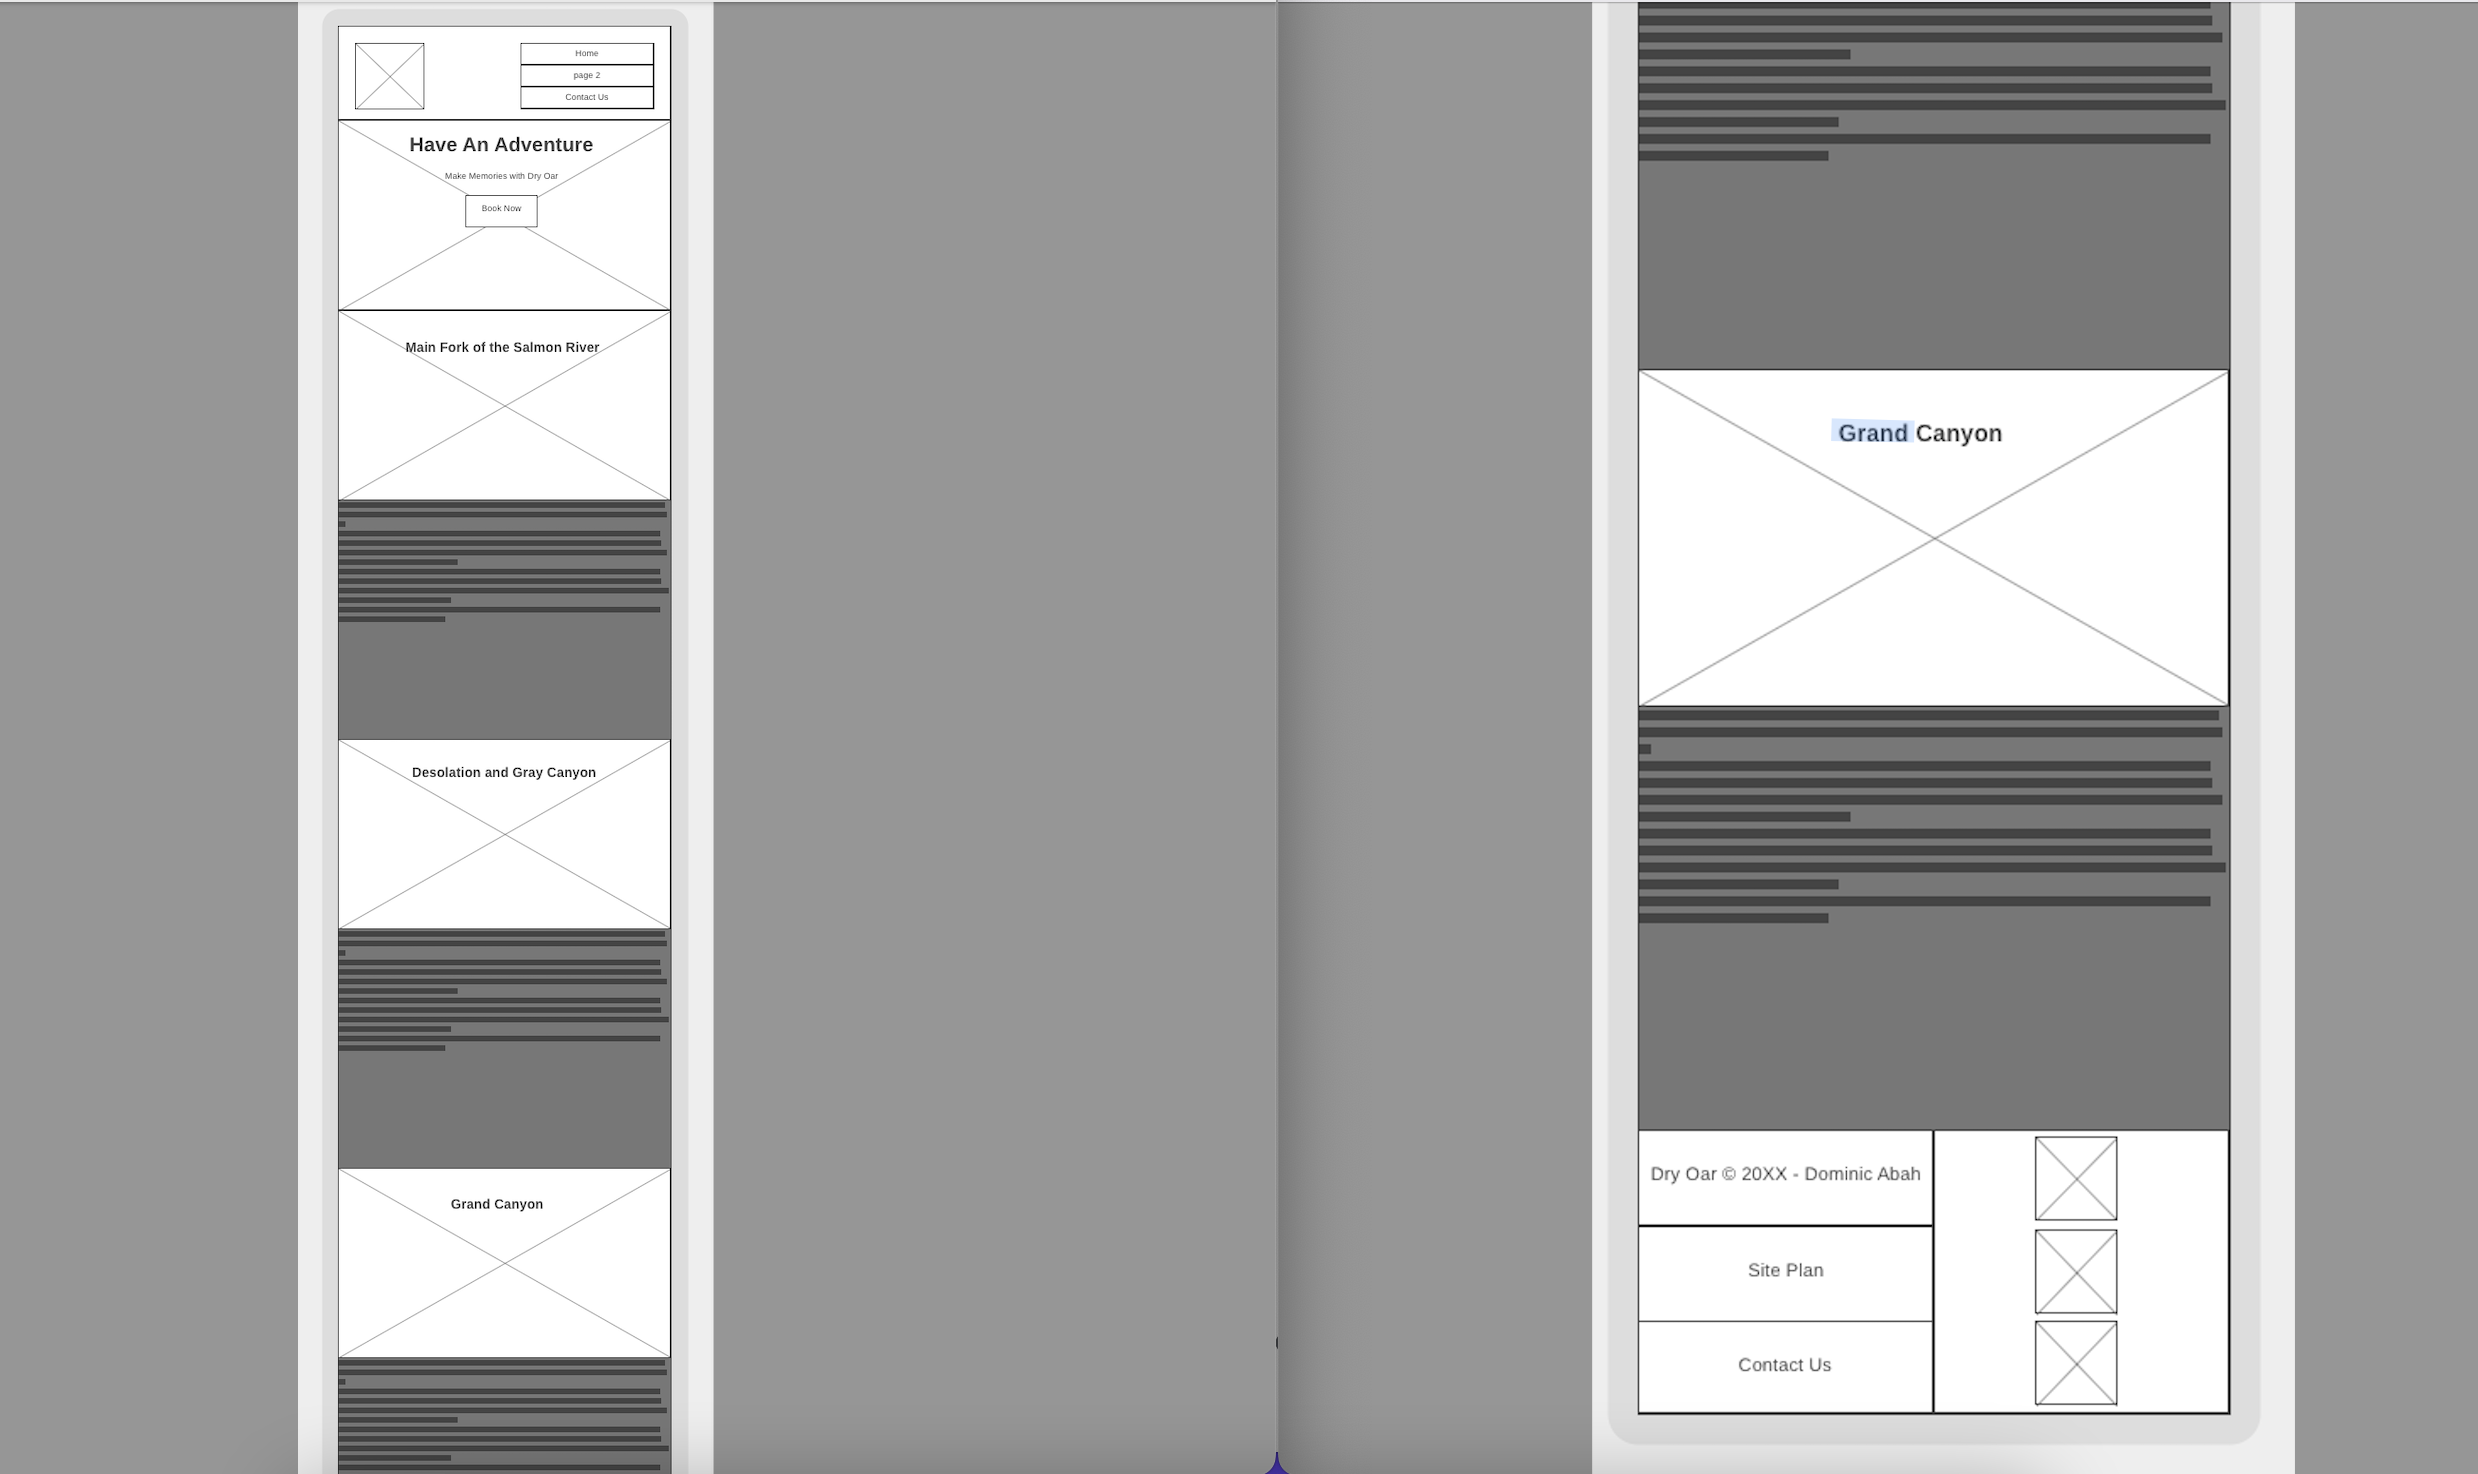 Home
page 2
Contact Us
Have An Adventure
Make Memories with Dry Oar
Book Now
Main Fork of the Salmon River
Desolation and Gray Canyon
Grand Canyon
Grand Canyon
Dry Oar © 20XX - Dominic Abah
Site Plan
Contact Us